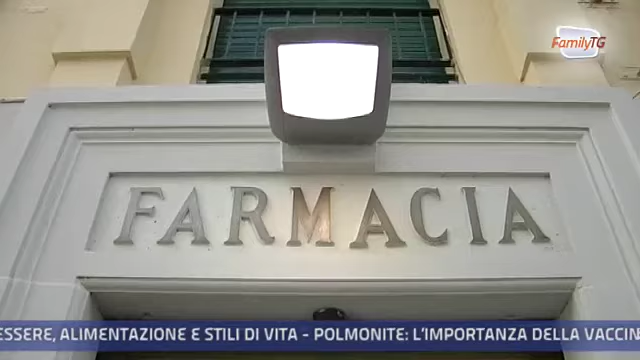 FamilyTG
FARMACIA
ESSERE, ALIMENTAZIONE E STILI DI VITA - POLMONITE: L'IMPORTANZA DELLA VACCIN